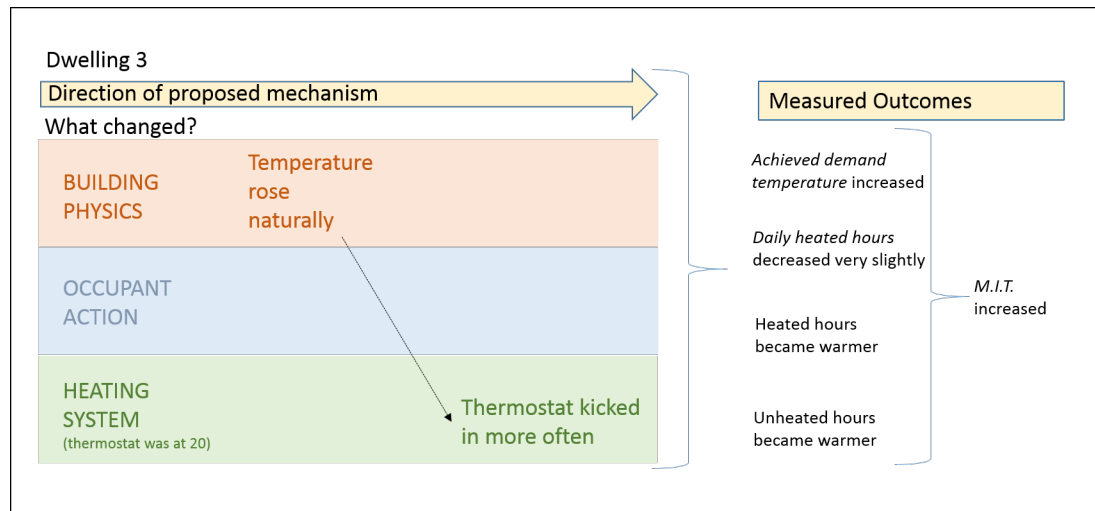 Dwelling 3
Direction of proposed mechanism
What changed?
BUILDING
PHYSICS
Temperature
rose
naturally
OCCUPANT
ACTION
HEATING
SYSTEM
(thermostat was at 20)
Thermostat kicked
in more often
Measured Outcomes
Achieved demand
temperature increased
Daily heated hours
decreased very slightly
Heated hours
became warmer
Unheated hours
became warmer
M.I.T.
increased